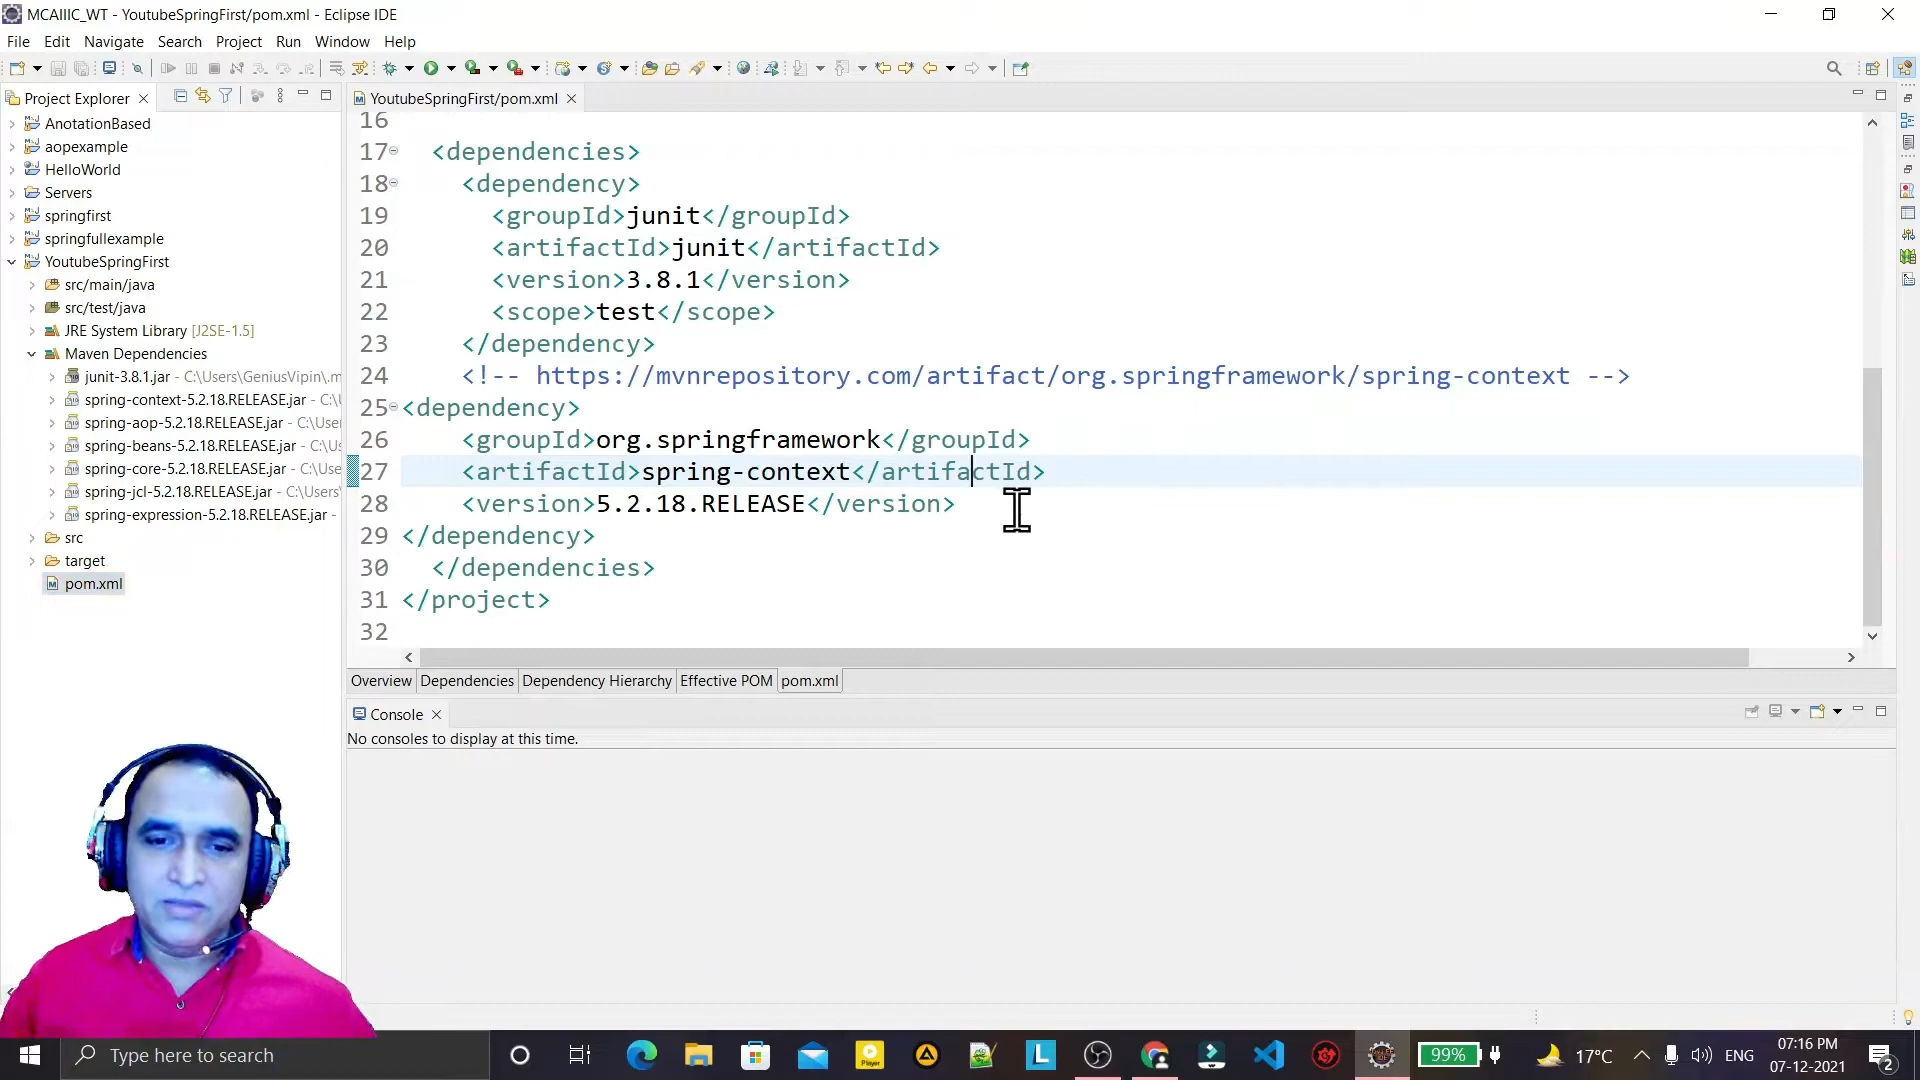 MCAIIIC_WT - YoutubeSpringFirst/pom.xml - Eclipse IDE
File Edit Navigate Search Project Run Window Help
Project Explorer
AnotationBased
aopexample
HelloWorld
Servers
springfirst
springfullexample
YoutubeSpringFirst
src/main/java
src/test/java
JRE System Library [J2SE-1.5]
Maven Dependencies
junit-3.8.1.jar - C:\Users\GeniusVipin\.m
spring-context-5.2.18.RELEASE.jar - C:\
spring-aop-5.2.18.RELEASE.jar - C:\User
spring-beans-5.2.18.RELEASE.jar - C:\Us
spring-core-5.2.18.RELEASE.jar - C:\Use
spring-jcl-5.2.18.RELEASE.jar - C:\Users\
spring-expression-5.2.18.RELEASE.jar -
src
target
pom.xml
YoutubeSpringFirst/pom.xml
16
17 <dependencies>
18 <dependency>
19 <groupId>junit</groupId>
20 <artifactId>junit</artifactId>
21 <version>3.8.1</version>
22 <scope>test</scope>
23 </dependency>
24 <!-- https://mvnrepository.com/artifact/org.springframework/spring-context -->
25 <dependency>
26 <groupId>org.springframework</groupId>
27 <artifactId>spring-context</artifactId>
28 <version>5.2.18.RELEASE</version>
29 </dependency>
30 </dependencies>
31 </project>
32
Overview Dependencies Dependency Hierarchy Effective POM pom.xml
Console
No consoles to display at this time.
Type here to search
99%
17°C
ENG
07:16 PM
07-12-2021
2